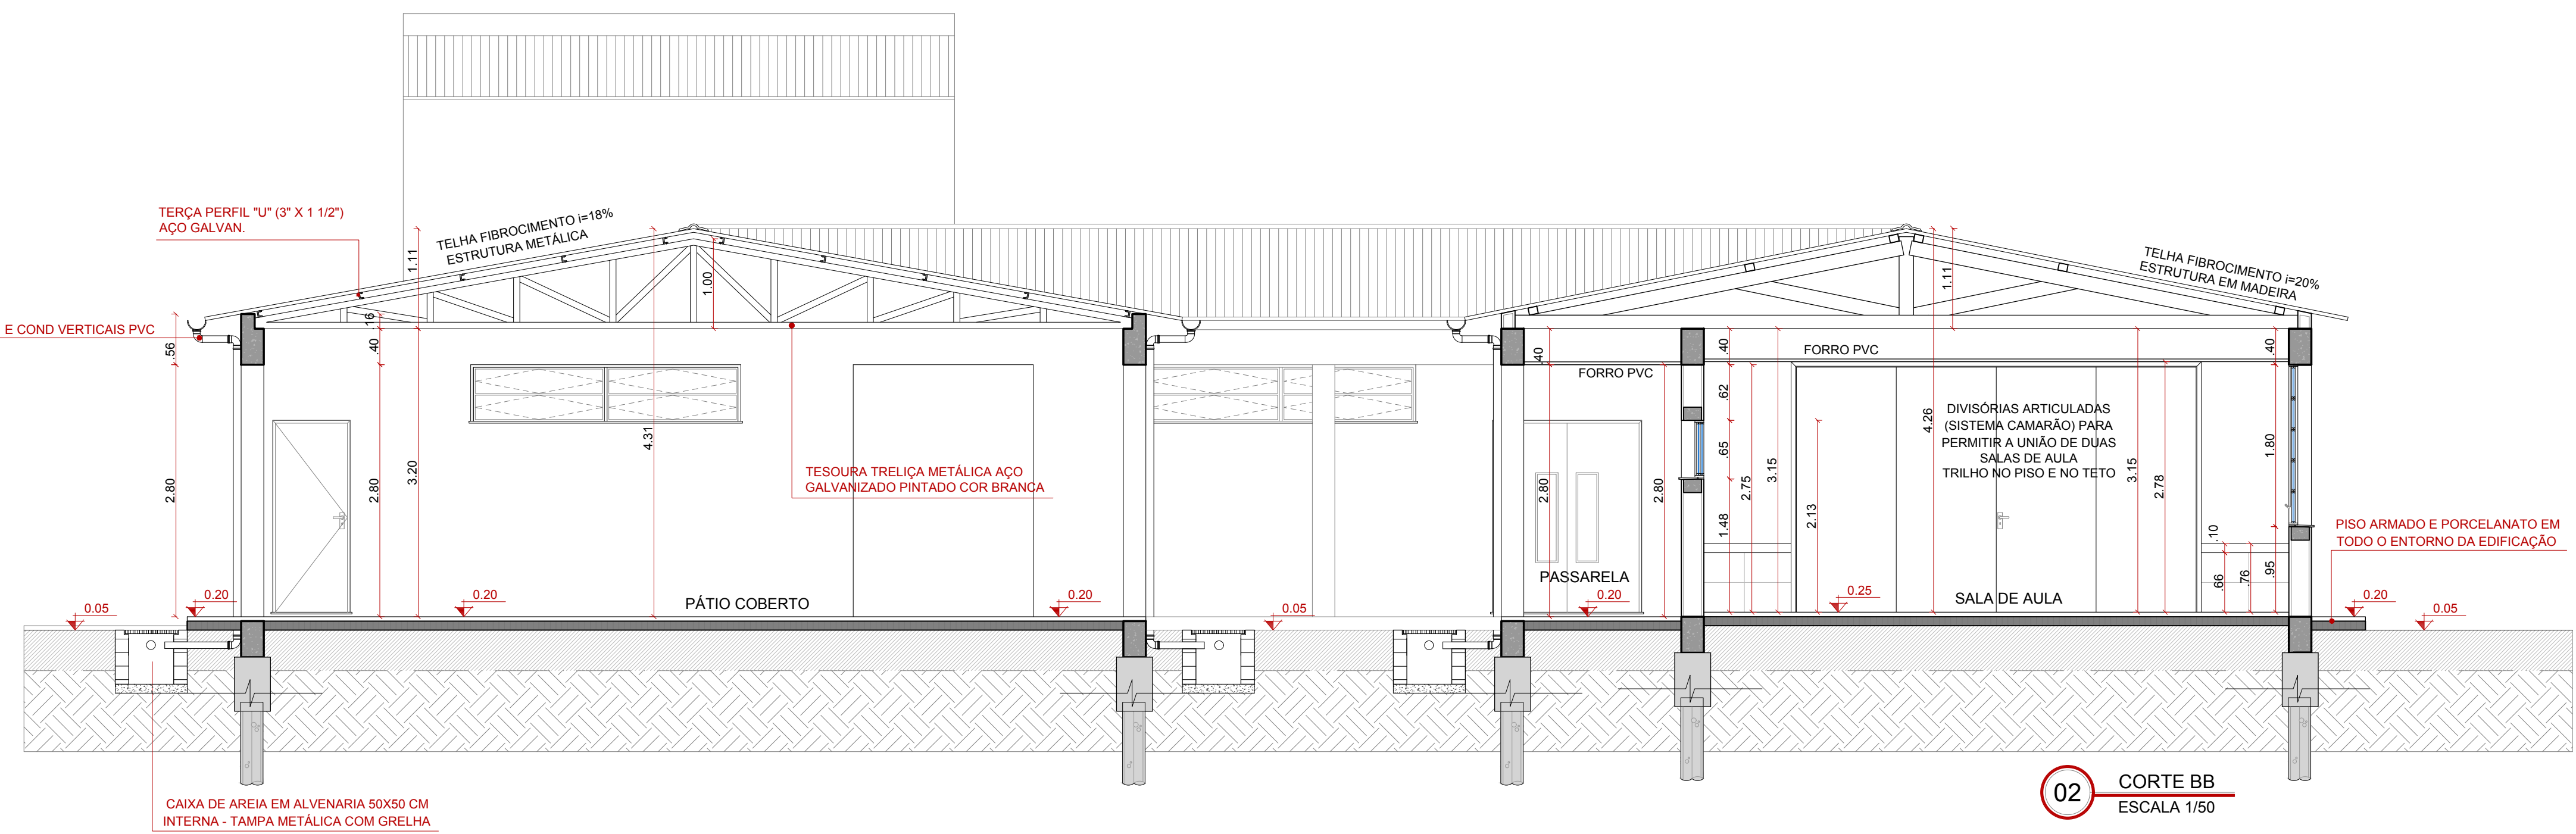 TERÇA PERFIL "U" (3" X 1 1/2")
AÇO GALVAN.
TELHA FIBROCIMENTO i=18%
ESTRUTURA METÁLICA
TELHA FIBROCIMENTO i=20%
ESTRUTURA EM MADEIRA
1.11
1.00
1.11
E COND VERTICAIS PVC
.56
.16
.40
.40
.40
.40
FORRO PVC
FORRO PVC
2.80
2.80
3.20
4.31
TESOURA TRELIÇA METÁLICA AÇO
GALVANIZADO PINTADO COR BRANCA
2.80
2.80
.62
.65
1.48
2.75
3.15
2.13
4.26
DIVISÓRIAS ARTICULADAS
(SISTEMA CAMARÃO) PARA
PERMITIR A UNIÃO DE DUAS
SALAS DE AULA
TRILHO NO PISO E NO TETO
3.15
2.78
1.80
.10
.66
.76
.95
PISO ARMADO E PORCELANATO EM
TODO O ENTORNO DA EDIFICAÇÃO
0.05
0.20
0.20
PÁTIO COBERTO
0.20
0.05
PASSARELA
0.20
0.25
SALA DE AULA
0.20
0.05
CAIXA DE AREIA EM ALVENARIA 50X50 CM
INTERNA - TAMPA METÁLICA COM GRELHA
02
CORTE BB
ESCALA 1/50